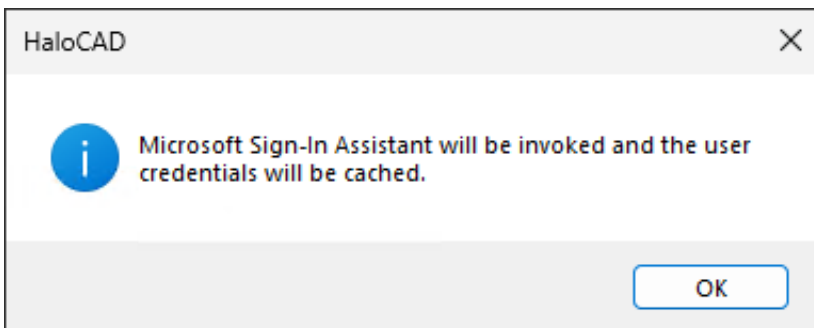 HaloCAD
Microsoft Sign-In Assistant will be invoked and the user
credentials will be cached.
OK